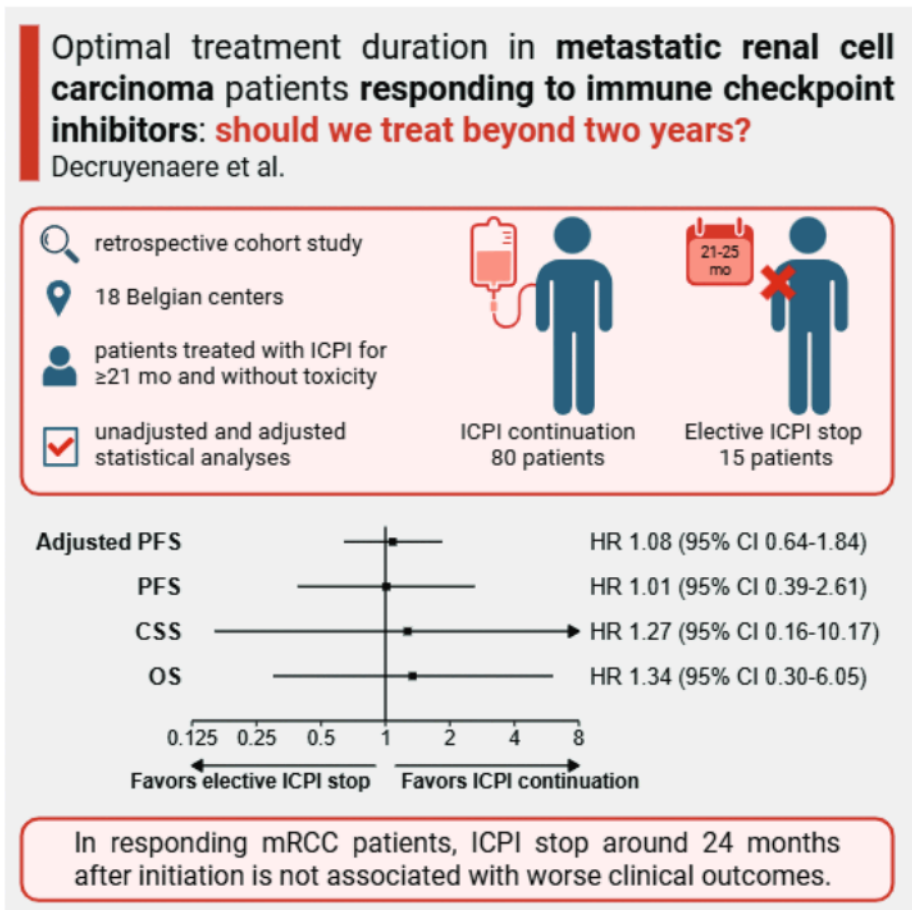 Optimal treatment duration in metastatic renal cell
carcinoma patients responding to immune checkpoint
inhibitors: should we treat beyond two years?
Decruyenaere et al.
retrospective cohort study
18 Belgian centers
patients treated with ICPI for
≥21 mo and without toxicity
unadjusted and adjusted
statistical analyses
ICPI continuation
80 patients
21-25
mo
Elective ICPI stop
15 patients
Adjusted PFS HR 1.08 (95% CI 0.64-1.84)
PFS HR 1.01 (95% CI 0.39-2.61)
CSS HR 1.27 (95% CI 0.16-10.17)
OS HR 1.34 (95% CI 0.30-6.05)
0.125 0.25 0.5 1 2 4 8
Favors elective ICPI stop Favors ICPI continuation
In responding mRCC patients, ICPI stop around 24 months
after initiation is not associated with worse clinical outcomes.